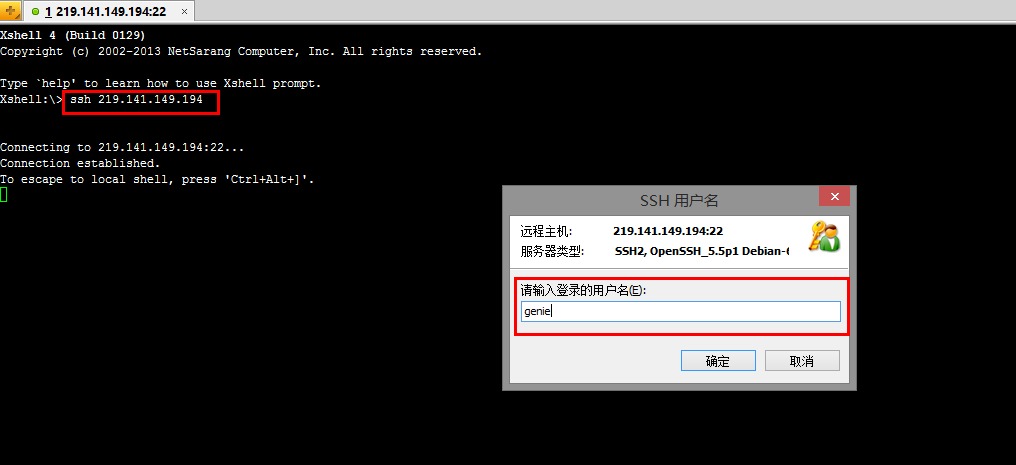 1 219.141.149.194:22
Xshell 4 (Build 0129)
Copyright (c) 2002-2013 NetSarang Computer, Inc. All rights reserved.
Type `help' to learn how to use Xshell prompt.
Xshell:\> ssh 219.141.149.194
Connecting to 219.141.149.194:22...
Connection established.
To escape to local shell, press 'Ctrl+Alt+]'.
SSH 用户名
远程主机: 219.141.149.194:22
服务器类型: SSH2, OpenSSH_5.5p1 Debian-6
请输入登录的用户名(E):
genie
确定 取消